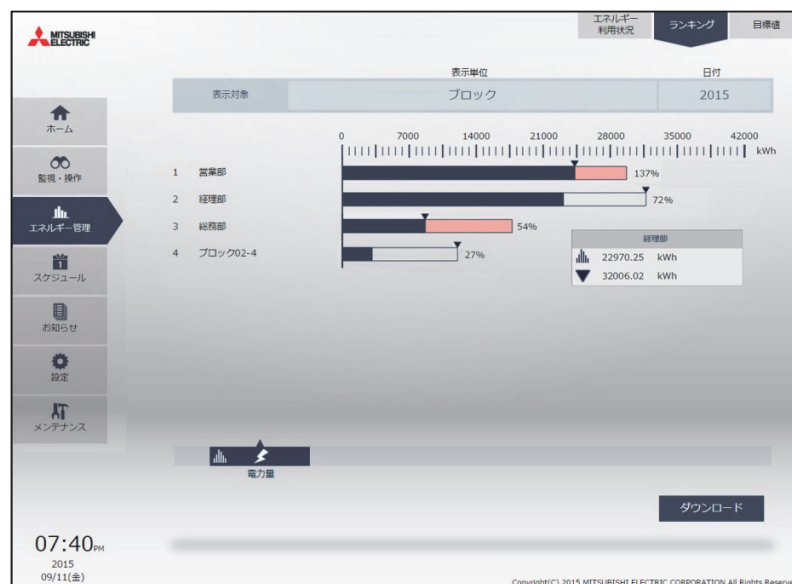 MITSUBISHI
ELECTRIC
エネルギー
利用状況
ランキング
目標値
表示単位
日付
表示対象
ブロック
2015
ホーム
監視・操作
エネルギー管理
1
スケジュール
お知らせ
設定
メンテナンス
0 7000 14000 21000 28000 35000 42000
kWh
1 営業部 137%
2 経理部 72%
3 総務部 54%
4 ブロック02-4 27%
経理部
22970.25 kWh
32006.02 kWh
電力量
ダウンロード
07:40PM
2015
09/11(金)
Copyright(C) 2015 MITSUBISHI ELECTRIC CORPORATION All Rights Reserve